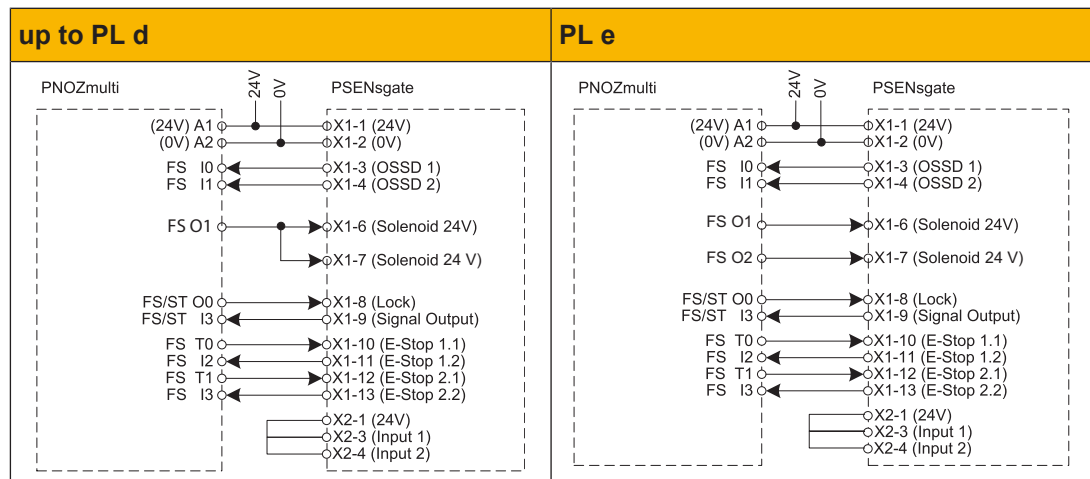 up to PL d
PNOZmulti 24V 0V PSENsgate
(24V) A1 X1-1 (24V)
(0V) A2 X1-2 (0V)
FS I0 X1-3 (OSSD 1)
FS I1 X1-4 (OSSD 2)
FS O1 X1-6 (Solenoid 24V)
X1-7 (Solenoid 24 V)
FS/ST O0 X1-8 (Lock)
FS/ST I3 X1-9 (Signal Output)
FS T0 X1-10 (E-Stop 1.1)
FS I2 X1-11 (E-Stop 1.2)
FS T1 X1-12 (E-Stop 2.1)
FS I3 X1-13 (E-Stop 2.2)
X2-1 (24V)
X2-3 (Input 1)
X2-4 (Input 2)
PL e
PNOZmulti 24V 0V PSENsgate
(24V) A1 X1-1 (24V)
(0V) A2 X1-2 (0V)
FS I0 X1-3 (OSSD 1)
FS I1 X1-4 (OSSD 2)
FS O1 X1-6 (Solenoid 24V)
FS O2 X1-7 (Solenoid 24 V)
FS/ST O0 X1-8 (Lock)
FS/ST I3 X1-9 (Signal Output)
FS T0 X1-10 (E-Stop 1.1)
FS I2 X1-11 (E-Stop 1.2)
FS T1 X1-12 (E-Stop 2.1)
FS I3 X1-13 (E-Stop 2.2)
X2-1 (24V)
X2-3 (Input 1)
X2-4 (Input 2)